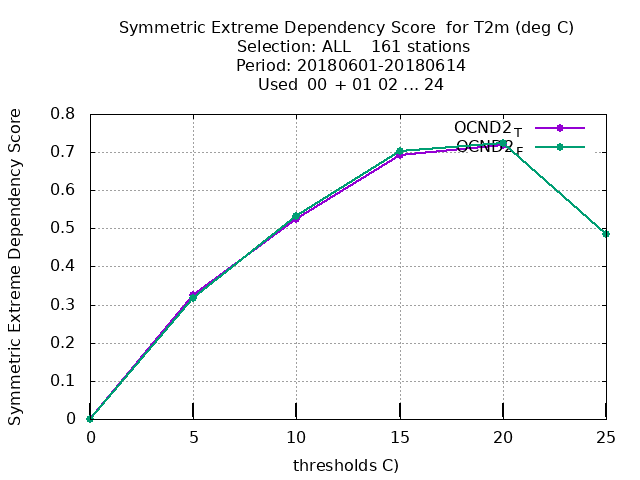 Symmetric Extreme Dependency Score  for T2m (deg C)
Selection: ALL    161 stations
Period: 20180601-20180614
Used  00  + 01 02 ... 24
Symmetric Extreme Dependency Score
0.8
0.7
0.6
0.5
0.4
0.3
0.2
0.1
0
OCND2_T
OCND2_F
0 5 10 15 20 25
thresholds C)